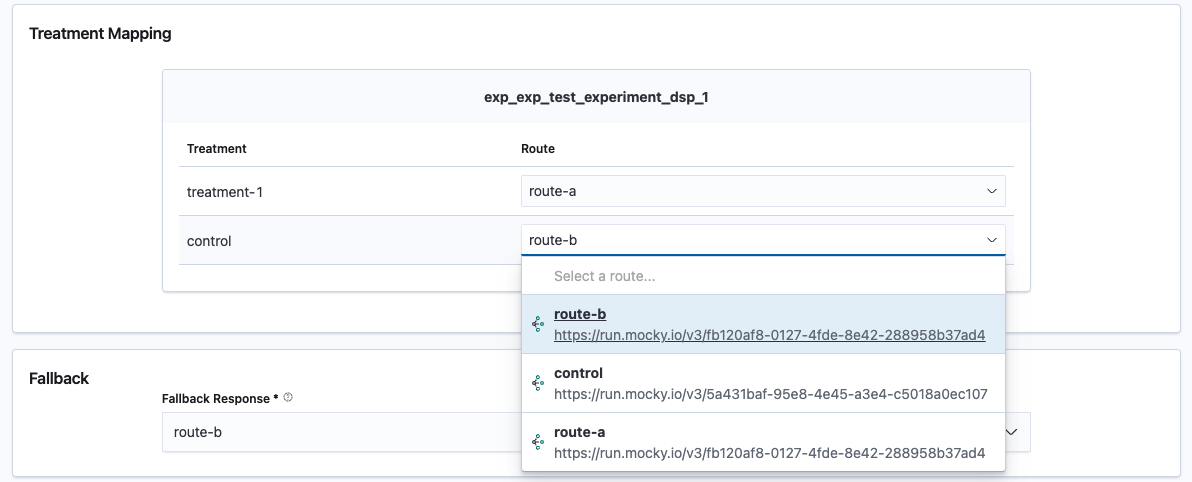 Treatment Mapping
exp_exp_test_experiment_dsp_1
Treatment Route
treatment-1 route-a
control route-b
Select a route...
route-b
https://run.mocky.io/v3/fb120af8-0127-4fde-8e42-288958b37ad4
control
https://run.mocky.io/v3/5a431baf-95e8-4e45-a3e4-c5018a0ec107
route-a
https://run.mocky.io/v3/fb120af8-0127-4fde-8e42-288958b37ad4
Fallback
Fallback Response *
route-b